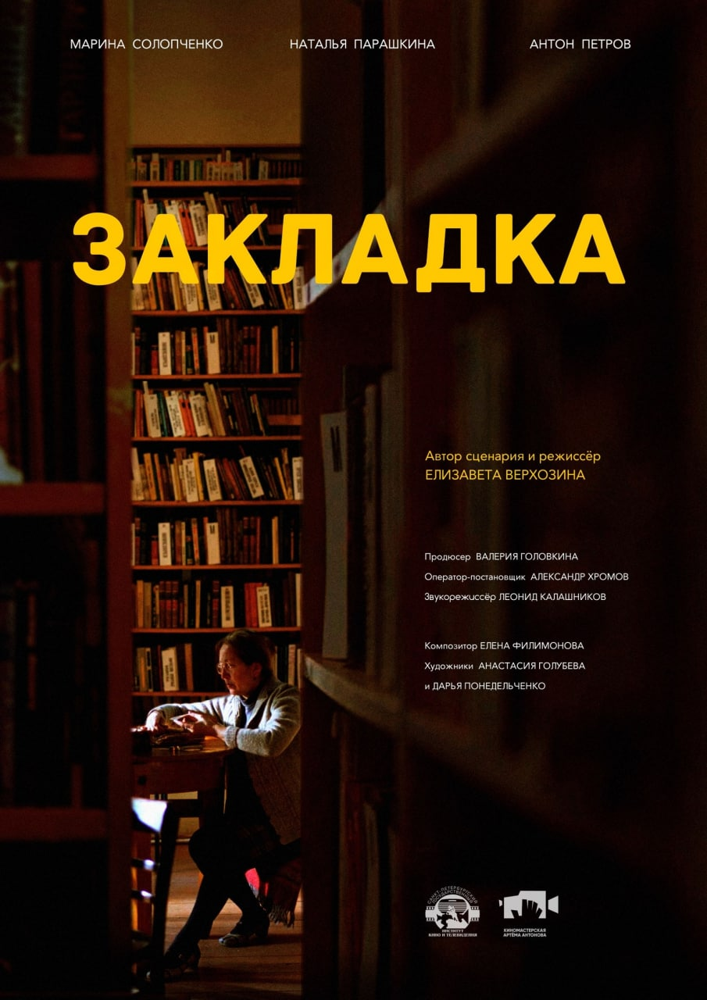 МАРИНА СОЛОПЧЕНКО
НАТАЛЬЯ ПАРАШКИНА
АНТОН ПЕТРОВ
ЗАКЛАДКА
Автор сценария и режиссёр
ЕЛИЗАВЕТА ВЕРХОЗИНА
Продюсер ВАЛЕРИЯ ГОЛОВКИНА
Оператор-постановщик АЛЕКСАНДР ХРОМОВ
Звукорежиссёр ЛЕОНИД КАЛАШНИКОВ
Композитор ЕЛЕНА ФИЛИМОНОВА
Художники АНАСТАСИЯ ГОЛУБЕВА
и ДАРЬЯ ПОНЕДЕЛЬЧЕНКО
САНКТ-ПЕТЕРБУРГСКИЙ
ГОСУДАРСТВЕННЫЙ
ИНСТИТУТ
КИНО И ТЕЛЕВИДЕНИЯ
КИНОМАСТЕРСКАЯ
АРТЁМА АНТОНОВА
М
М
М